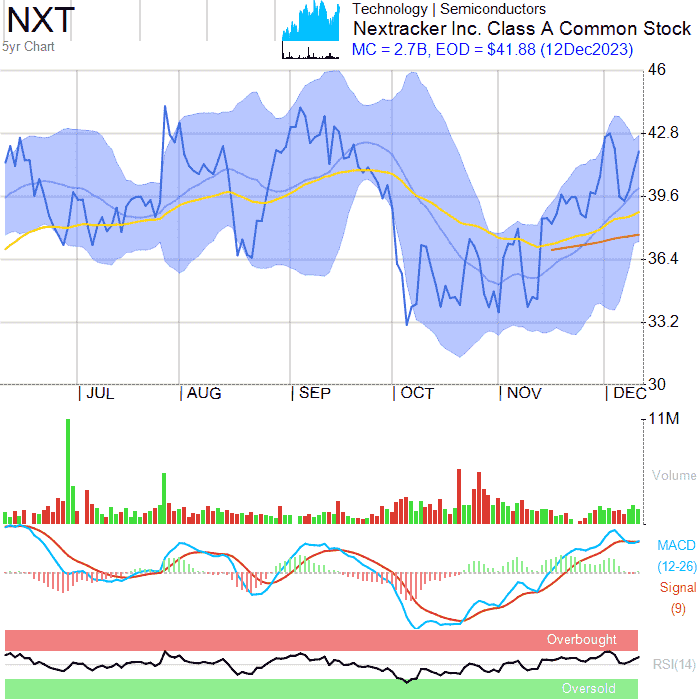 NXT
5yr Chart
Technology | Semiconductors
Nextracker Inc. Class A Common Stock
MC = 2.7B, EOD = $41.88 (12Dec2023)
46
42.8
39.6
36.4
33.2
30
| JUL | AUG | SEP | OCT | NOV | DEC
11M
Volume
MACD
(12-26)
Signal
(9)
Overbought
RSI(14)
Oversold